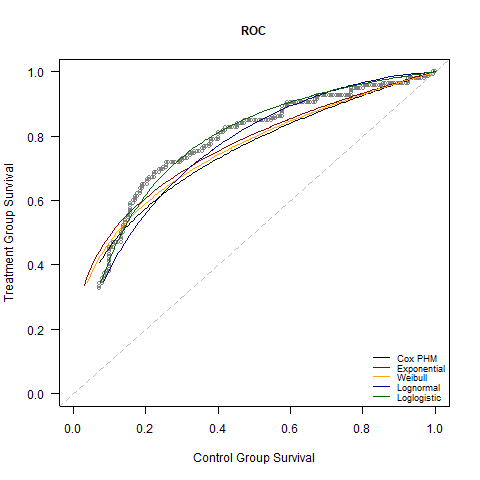 ROC
Treatment Group Survival
1.0
0.8
0.6
0.4
0.2
0.0
Cox PHM
Exponential
Weibull
Lognormal
Loglogistic
0.0 0.2 0.4 0.6 0.8 1.0
Control Group Survival